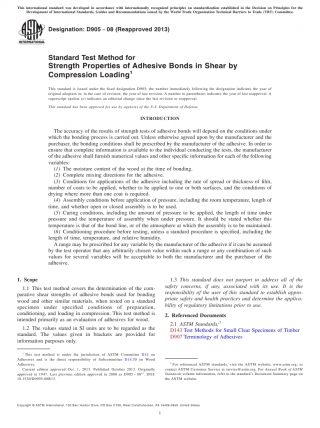 This international standard was developed in accordance with internationally recognized principles on standardization established in the Decision on Principles for the
Development of International Standards, Guides and Recommendations issued by the World Trade Organization Technical Barriers to Trade (TBT) Committee.
Designation: D905 − 08 (Reapproved 2013)
Standard Test Method for
Strength Properties of Adhesive Bonds in Shear by
Compression Loading1
This standard is issued under the fixed designation D905; the number immediately following the designation indicates the year of
original adoption or, in the case of revision, the year of last revision. A number in parentheses indicates the year of last reapproval. A
superscript epsilon (ε) indicates an editorial change since the last revision or reapproval.
This standard has been approved for use by agencies of the U.S. Department of Defense.
INTRODUCTION
The accuracy of the results of strength tests of adhesive bonds will depend on the conditions under
which the bonding process is carried out. Unless otherwise agreed upon by the manufacturer and the
purchaser, the bonding conditions shall be prescribed by the manufacturer of the adhesive. In order to
ensure that complete information is available to the individual conducting the tests, the manufacturer
of the adhesive shall furnish numerical values and other specific information for each of the following
variables:
(1) The moisture content of the wood at the time of bonding.
(2) Complete mixing directions for the adhesive.
(3) Conditions for applications of the adhesive including the rate of spread or thickness of film,
number of coats to be applied, whether to be applied to one or both surfaces, and the conditions of
drying where more than one coat is required.
(4) Assembly conditions before application of pressure, including the room temperature, length of
time, and whether open or closed assembly is to be used.
(5) Curing conditions, including the amount of pressure to be applied, the length of time under
pressure and the temperature of the assembly when under pressure. It should be stated whether this
temperature is that of the bond line, or of the atmosphere at which the assembly is to be maintained.
(6) Conditioning procedure before testing, unless a standard procedure is specified, including the
length of time, temperature, and relative humidity.
A range may be prescribed for any variable by the manufacturer of the adhesive if it can be assumed
by the test operator that any arbitrarily chosen value within such a range or any combination of such
values for several variables will be acceptable to both the manufacturer and the purchaser of the
adhesive.
1. Scope
1.1 This test method covers the determination of the com-
parative shear strengths of adhesive bonds used for bonding
wood and other similar materials, when tested on a standard
specimen under specified conditions of preparation,
conditioning, and loading in compression. This test method is
intended primarily as an evaluation of adhesives for wood.
1.2 The values stated in SI units are to be regarded as the
standard. The values given in brackets are provided for
information purposes only.
1.3 This standard does not purport to address all of the
safety concerns, if any, associated with its use. It is the
responsibility of the user of this standard to establish appro-
priate safety and health practices and determine the applica-
bility of regulatory limitations prior to use.
2. Referenced Documents
2.1 ASTM Standards:2
D143 Test Methods for Small Clear Specimens of Timber
D907 Terminology of Adhesives
1 This test method is under the jurisdiction of ASTM Committee D14 on
Adhesives and is the direct responsibility of Subcommittee D14.30 on Wood
Adhesives.
Current edition approved Oct. 1, 2013. Published October 2013. Originally
approved in
2 For referenced ASTM standards, visit the ASTM website, www.astm.org, or
contact ASTM Customer Service at service@astm.org. For Annual Book of ASTM
Standards volume information, refer to the standard's Document Summary page on
the ASTM website.
Copyright © ASTM International, 100 Barr Harbor Drive, PO Box C700, West Conshohocken, PA 19428-2959. United States
1